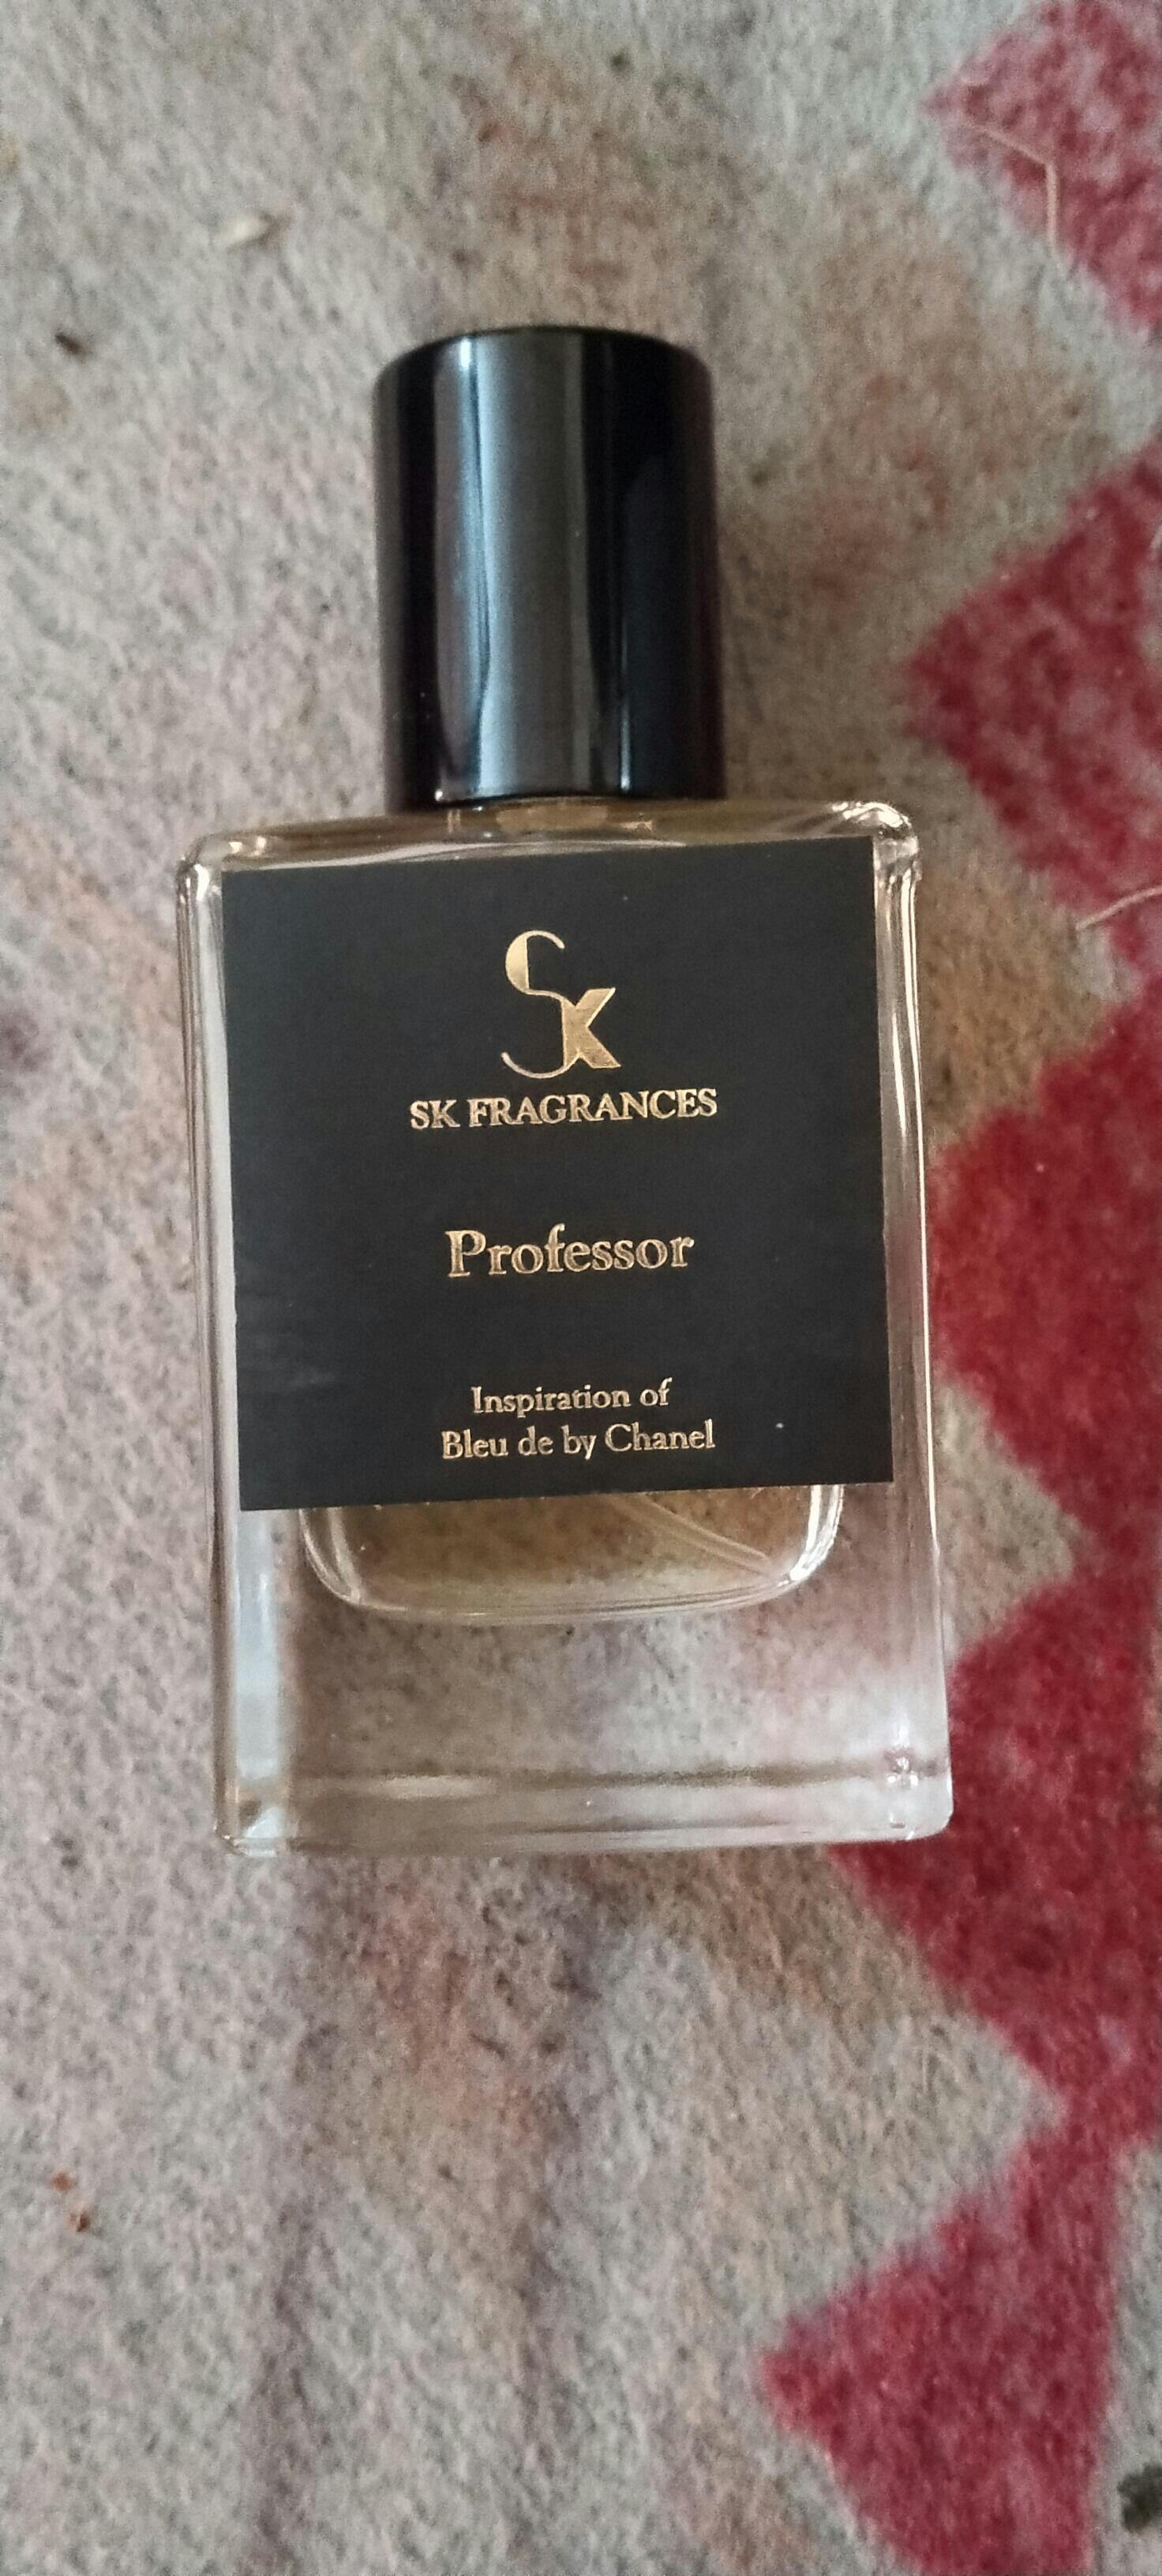 SK
SK FRAGRANCES
Professor
Inspiration of
Bleu de by Chanel